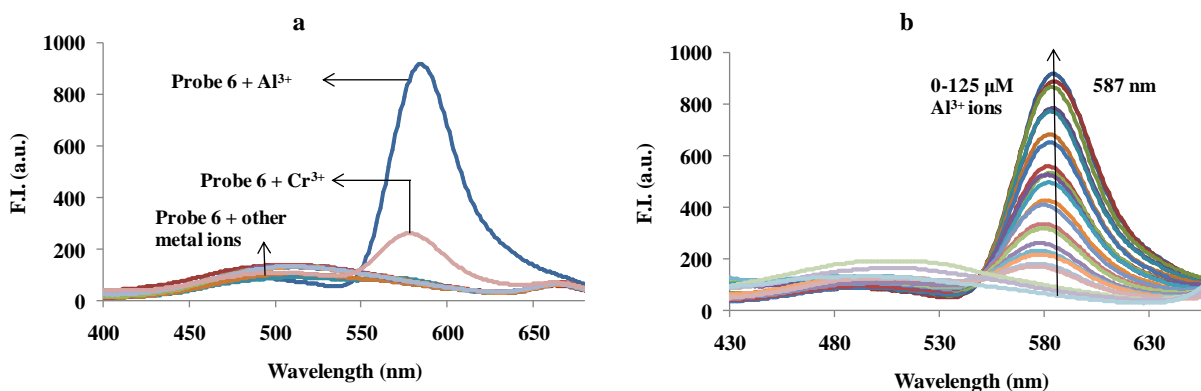 a
1000
800
600
400
200
0
F.I. (a.u.)
Probe 6 + Al³⁺
Probe 6 + Cr³⁺
Probe 6 + other
metal ions
400 450 500 550 600 650
Wavelength (nm)
b
1000
800
600
400
200
0
F.I. (a.u.)
0-125 µM
Al³⁺ ions
587 nm
430 480 530 580 630
Wavelength (nm)